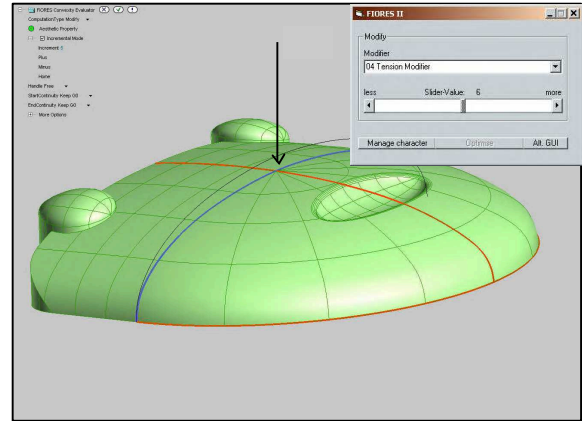 FIORES Convexity Evaluator
ComputationType Modify
Aesthetic Property
Incremental Mode
Increment 6
Plus
Minus
Home
Handle Free
StartContinuity Keep G0
EndContinuity Keep G0
More Options
FIORES II
Modify
Modifier
04 Tension Modifier
less Slider-Value: 6 more
Manage character Optimise Alt. GUI